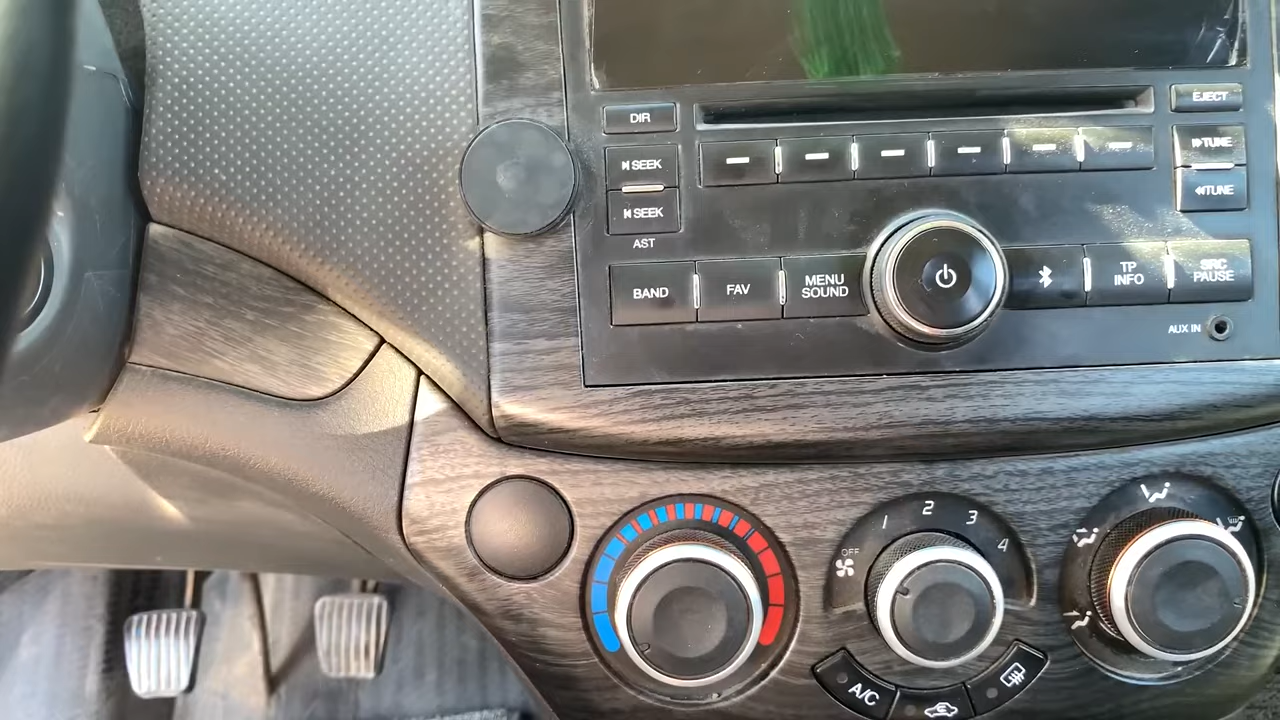 DIR
EJECT
SEEK
TUNE
SEEK
TUNE
AST
BAND
FAV
MENU
SOUND
TP
INFO
SRC
PAUSE
AUX IN
OFF
1
2
3
4
A/C